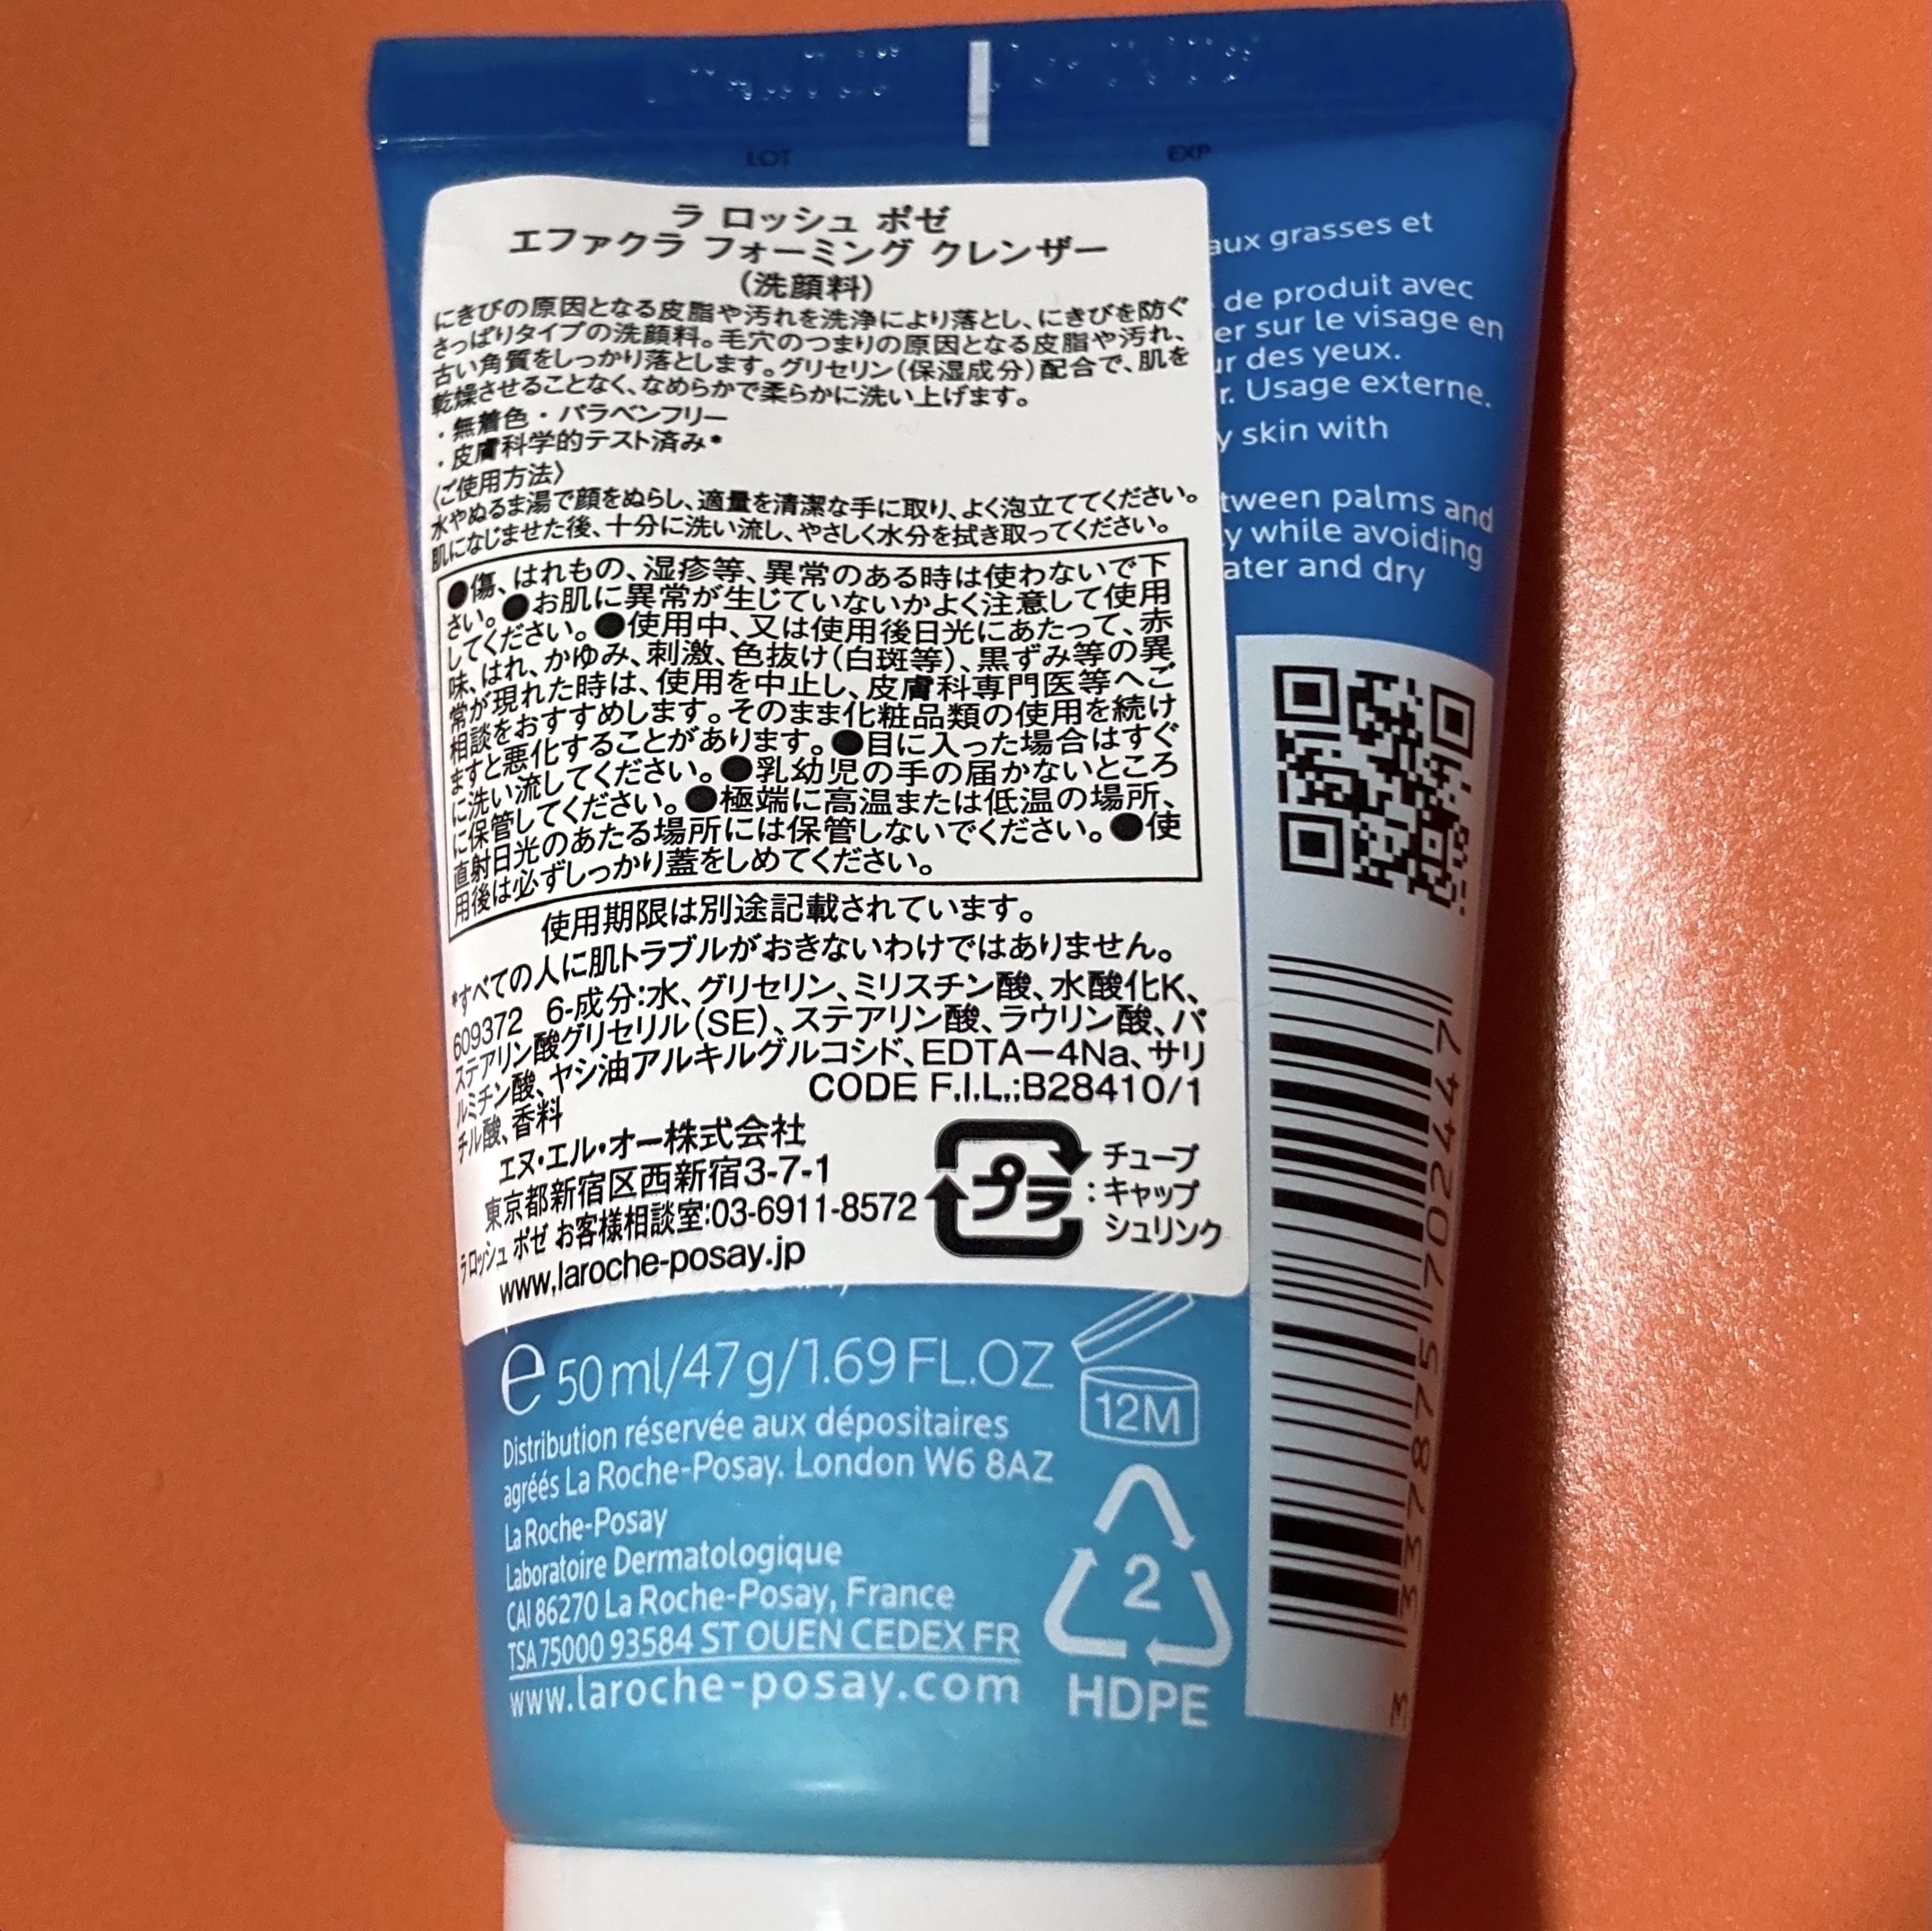 LOT
EXP
ラ ロッシュ ポゼ
エファクラ フォーミング クレンザー
(洗顔料)
にきびの原因となる皮脂や汚れを洗浄により落とし、にきびを防ぐ
さっぱりタイプの洗顔料。毛穴のつまりの原因となる皮脂や汚れ、
古い角質をしっかり落とします。グリセリン(保湿成分)配合で、肌を
乾燥させることなく、なめらかで柔らかに洗い上げます。
・無着色・パラベンフリー
・皮膚科学的テスト済み*
〈ご使用方法〉
水やぬるま湯で顔をぬらし、適量を清潔な手に取り、よく泡立ててください。
肌になじませた後、十分に洗い流し、やさしく水分を拭き取ってください。
●傷、はれもの、湿疹等、異常のある時は使わないで下
さい。●お肌に異常が生じていないかよく注意して使用
してください。●使用中、又は使用後日光にあたって、赤
味、はれ、かゆみ、刺激、色抜け(白斑等)、黒ずみ等の異
常が現れた時は、使用を中止し、皮膚科専門医等へご
相談をおすすめします。そのまま化粧品類の使用を続け
ますと悪化することがあります。●目に入った場合はすぐ
に洗い流してください。●乳幼児の手の届かないところ
に保管してください。●極端に高温または低温の場所、
直射日光のあたる場所には保管しないでください。●使
用後は必ずしっかり蓋をしめてください。
使用期限は別途記載されています。
*すべての人に肌トラブルがおきないわけではありません。
609372 6-成分:水、グリセリン、ミリスチン酸、水酸化K、
ステアリン酸グリセリル(SE)、ステアリン酸、ラウリン酸、パ
ルミチン酸、ヤシ油アルキルグルコシド、EDTA－4Na、サリ
チル酸、香料
CODE F.I.L.:B28410/1
エヌ・エル・オー株式会社
東京都新宿区西新宿3-7-1
ラ ロッシュ ポゼ お客様相談室:03-6911-8572
www.laroche-posay.jp
プラ
:
チューブ
キャップ
シュリンク
aux grasses et
de produit avec
er sur le visage en
ur des yeux.
r. Usage externe.
y skin with
tween palms and
y while avoiding
ater and dry
3 378875 702447
e 50 ml/47g/1.69 FL.OZ
12M
Distribution réservée aux dépositaires
agréés La Roche-Posay. London W6 8AZ
La Roche-Posay
Laboratoire Dermatologique
CAI 86270 La Roche-Posay, France
TSA 75000 93584 ST OUEN CEDEX FR
www.laroche-posay.com
2
HDPE